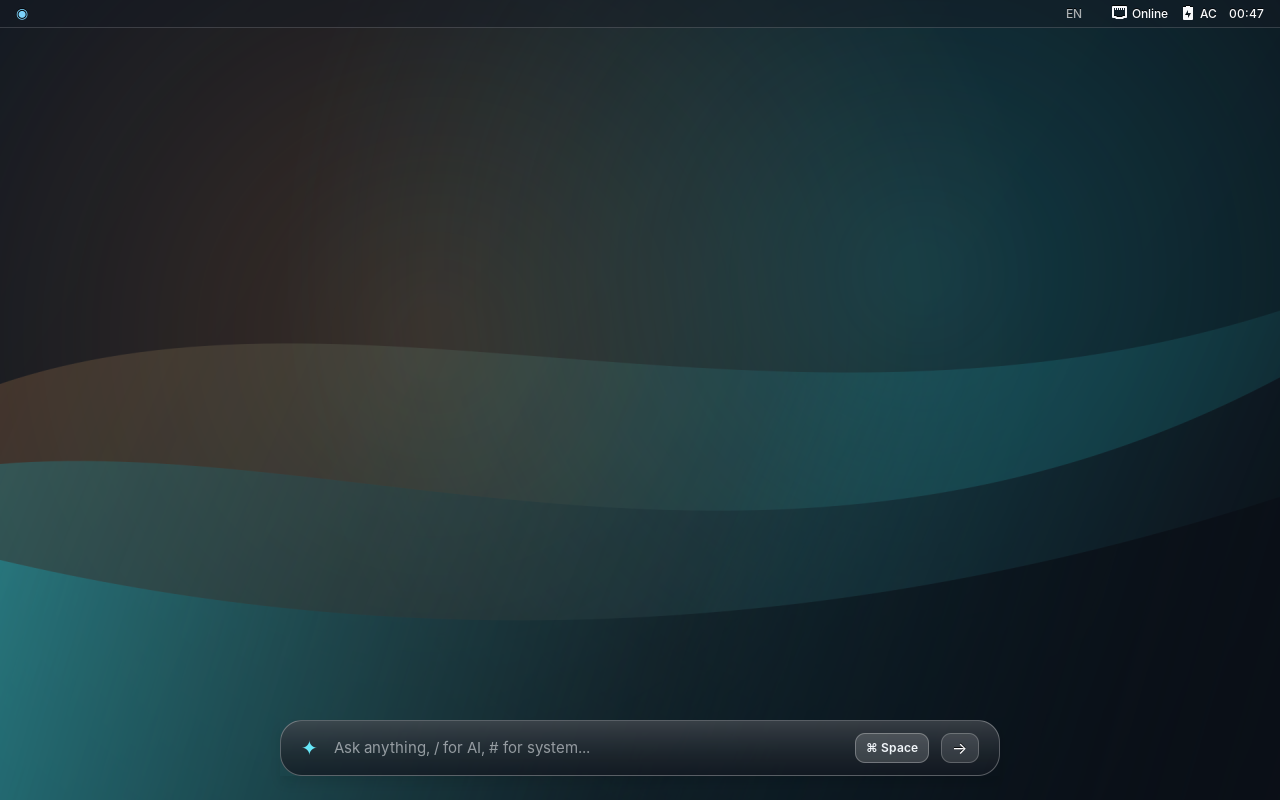 EN Online AC 00:47
Ask anything, / for AI, # for system... ⌘ Space →